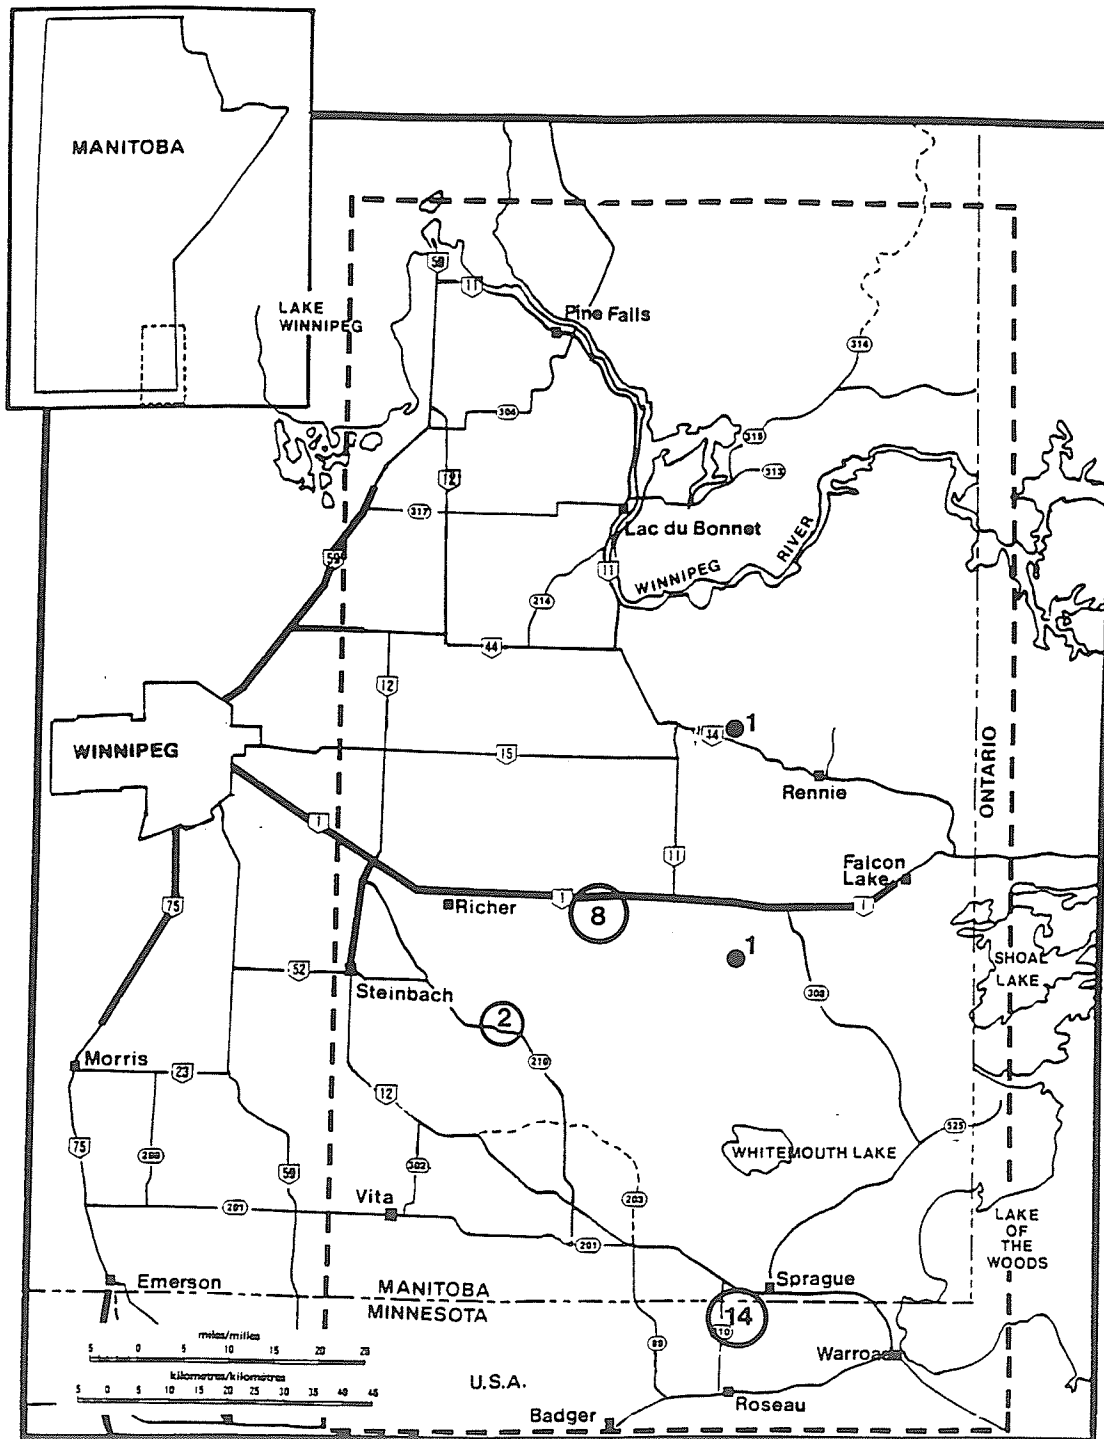 MANITOBA
LAKE
WINNIPEG
59
11
Pine Falls
314
304
315
313
12
317
Lac du Bonnet
59
11
WINNIPEG
RIVER
214
44
12
1
44
WINNIPEG
15
ONTARIO
Rennie
1
11
Falcon
Lake
75
1
1
Richer
8
1
52
SHOAL
LAKE
Steinbach
308
2
Morris
23
210
12
75
525
WHITEMOUTH LAKE
302
59
203
Vita
201
LAKE
OF
THE
WOODS
201
Emerson
Sprague
MANITOBA
MINNESOTA
14
miles/milles
5 0 5 10 15 20 25
89
Warroad
kilometres/kilomètres
5 0 5 10 15 20 25 30 35 40 45
U.S.A.
Roseau
Badger